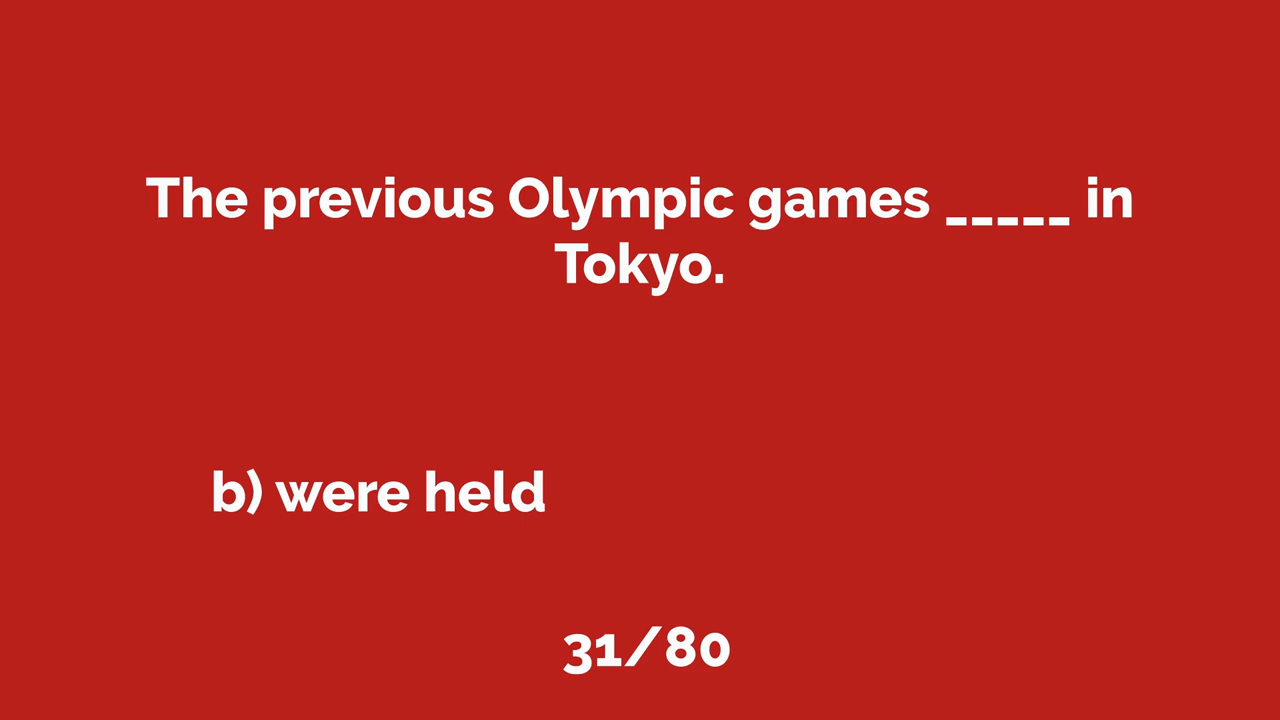 The previous Olympic games _____ in
Tokyo.
b) were held
31/80